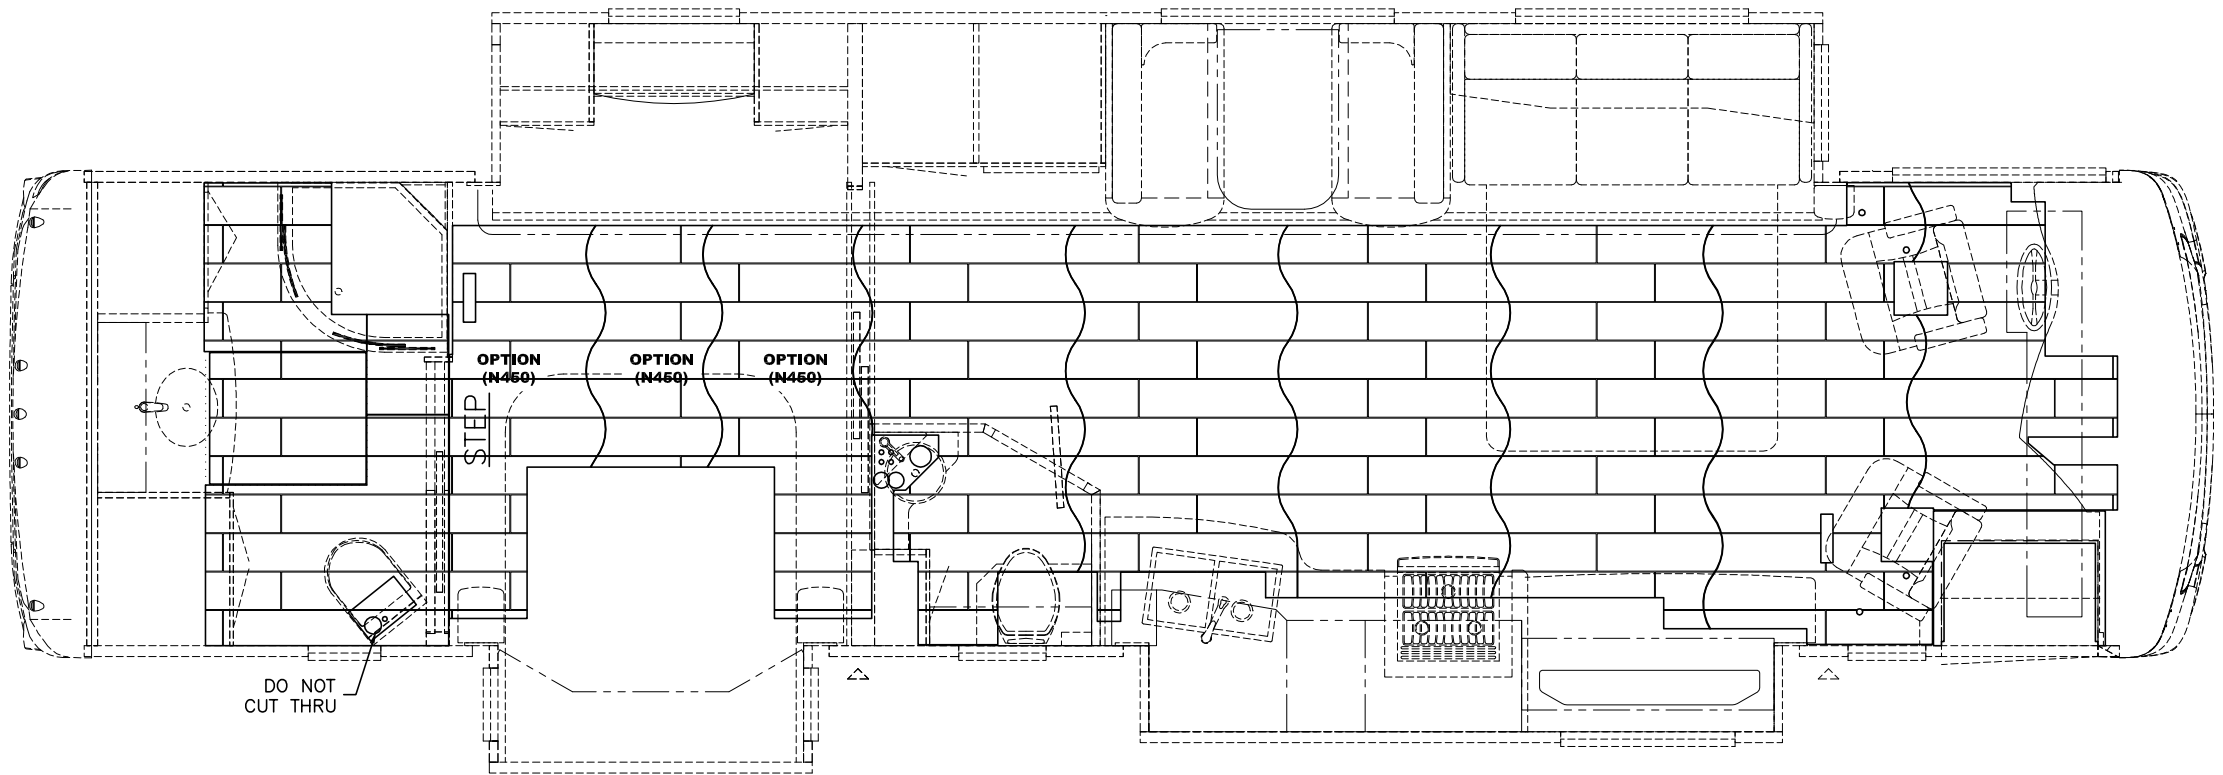 OPTION
(N450)
OPTION
(N450)
OPTION
(N450)
STEP
DO NOT
CUT THRU